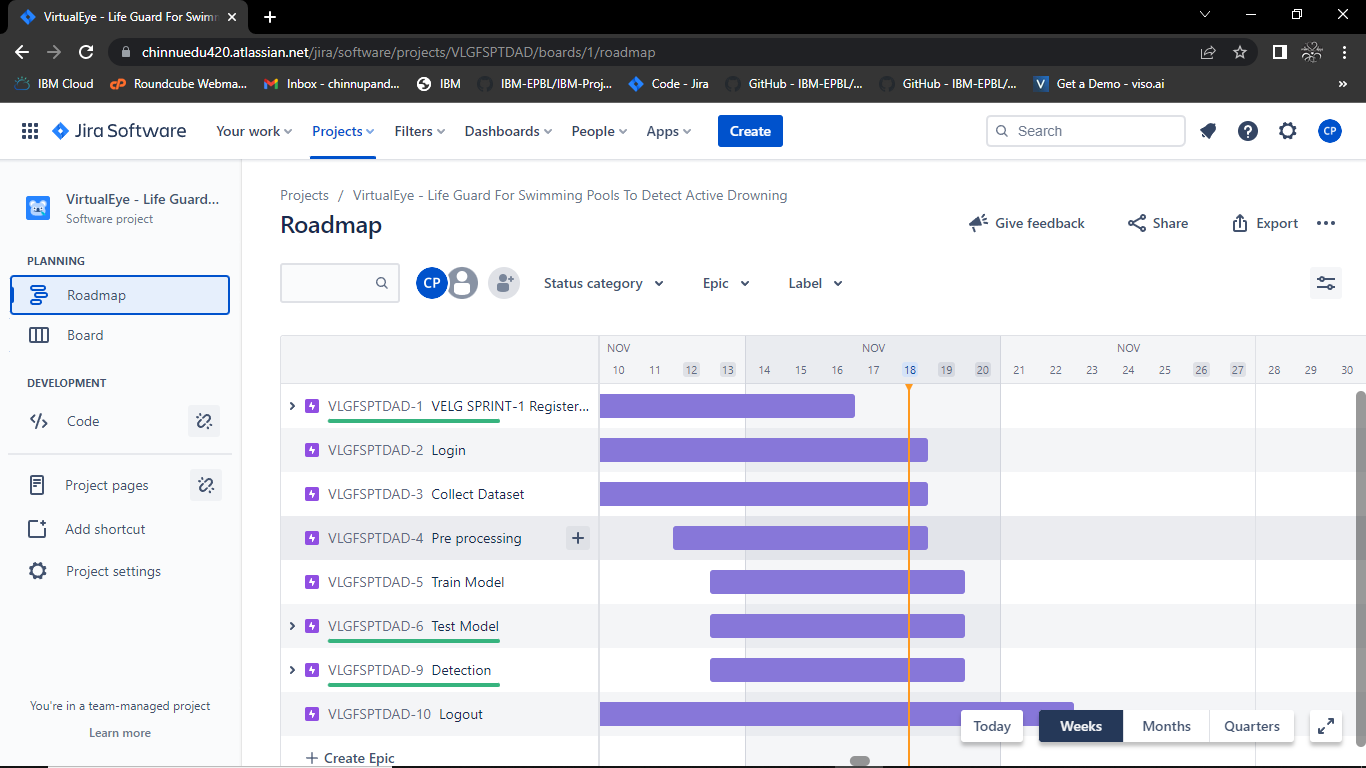 VirtualEye - Life Guard For Swimm
chinnuedu420.atlassian.net/jira/software/projects/VLGFSPTDAD/boards/1/roadmap
IBM Cloud
Roundcube Webma...
Inbox - chinnupand...
IBM
IBM-EPBL/IBM-Proj...
Code - Jira
GitHub - IBM-EPBL/...
GitHub - IBM-EPBL/...
V Get a Demo - viso.ai
»
Jira Software
Your work
Projects
Filters
Dashboards
People
Apps
Create
Search
CP
VirtualEye - Life Guard...
Software project
PLANNING
Roadmap
Board
DEVELOPMENT
Code
Project pages
Add shortcut
Project settings
You're in a team-managed project
Learn more
Projects / VirtualEye - Life Guard For Swimming Pools To Detect Active Drowning
Roadmap
Give feedback
Share
Export
CP
Status category
Epic
Label
NOV NOV NOV
10 11 12 13 14 15 16 17 18 19 20 21 22 23 24 25 26 27 28 29 30
VLGFSPTDAD-1 VELG SPRINT-1 Register...
VLGFSPTDAD-2 Login
VLGFSPTDAD-3 Collect Dataset
VLGFSPTDAD-4 Pre processing
VLGFSPTDAD-5 Train Model
VLGFSPTDAD-6 Test Model
VLGFSPTDAD-9 Detection
VLGFSPTDAD-10 Logout
Today
Weeks
Months
Quarters
+ Create Epic